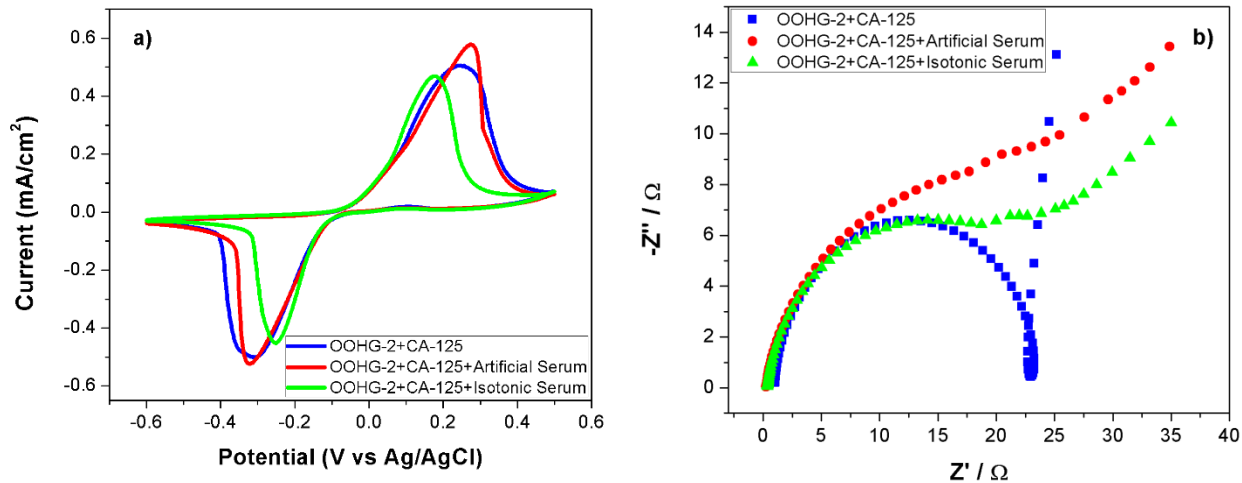 a)
Current (mA/cm²)
0.6
0.4
0.2
0.0
-0.2
-0.4
-0.6
OOHG-2+CA-125
OOHG-2+CA-125+Artificial Serum
OOHG-2+CA-125+Isotonic Serum
-0.6
-0.4
-0.2
0.0
0.2
0.4
0.6
Potential (V vs Ag/AgCl)
b)
OOHG-2+CA-125
OOHG-2+CA-125+Artificial Serum
OOHG-2+CA-125+Isotonic Serum
-Z'' / Ω
14
12
10
8
6
4
2
0
0
5
10
15
20
25
30
35
40
Z' / Ω